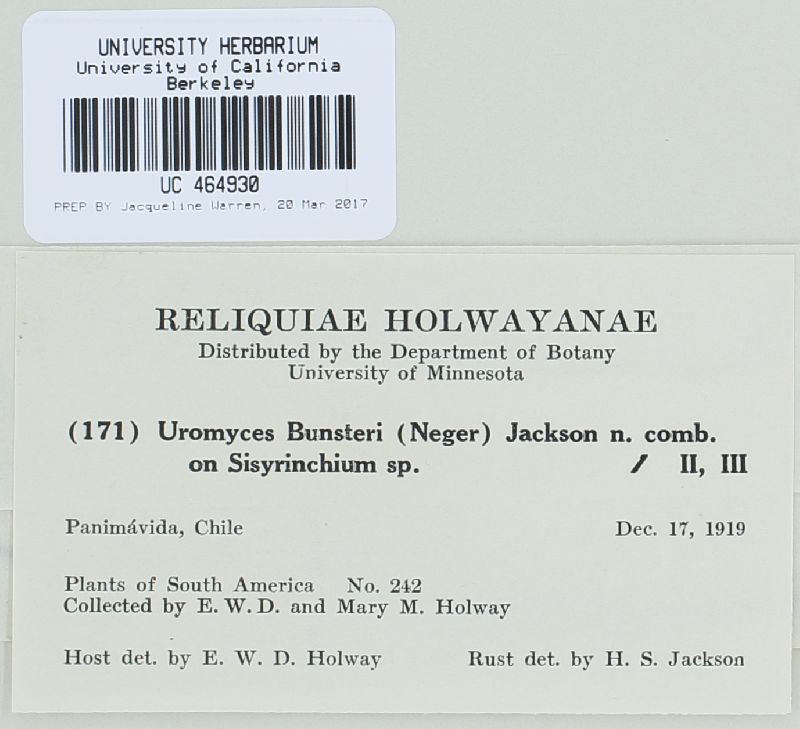 UNIVERSITY HERBARIUM
University of California
Berkeley
UC 464930
PREP BY Jacqueline Warren, 20 Mar 2017
RELIQUIAE HOLWAYANAE
Distributed by the Department of Botany
University of Minnesota
(171) Uromyces Bunsteri (Neger) Jackson n. comb.
on Sisyrinchium sp. / II, III
Panimávida, Chile Dec. 17, 1919
Plants of South America No. 242
Collected by E. W. D. and Mary M. Holway
Host det. by E. W. D. Holway Rust det. by H. S. Jackson